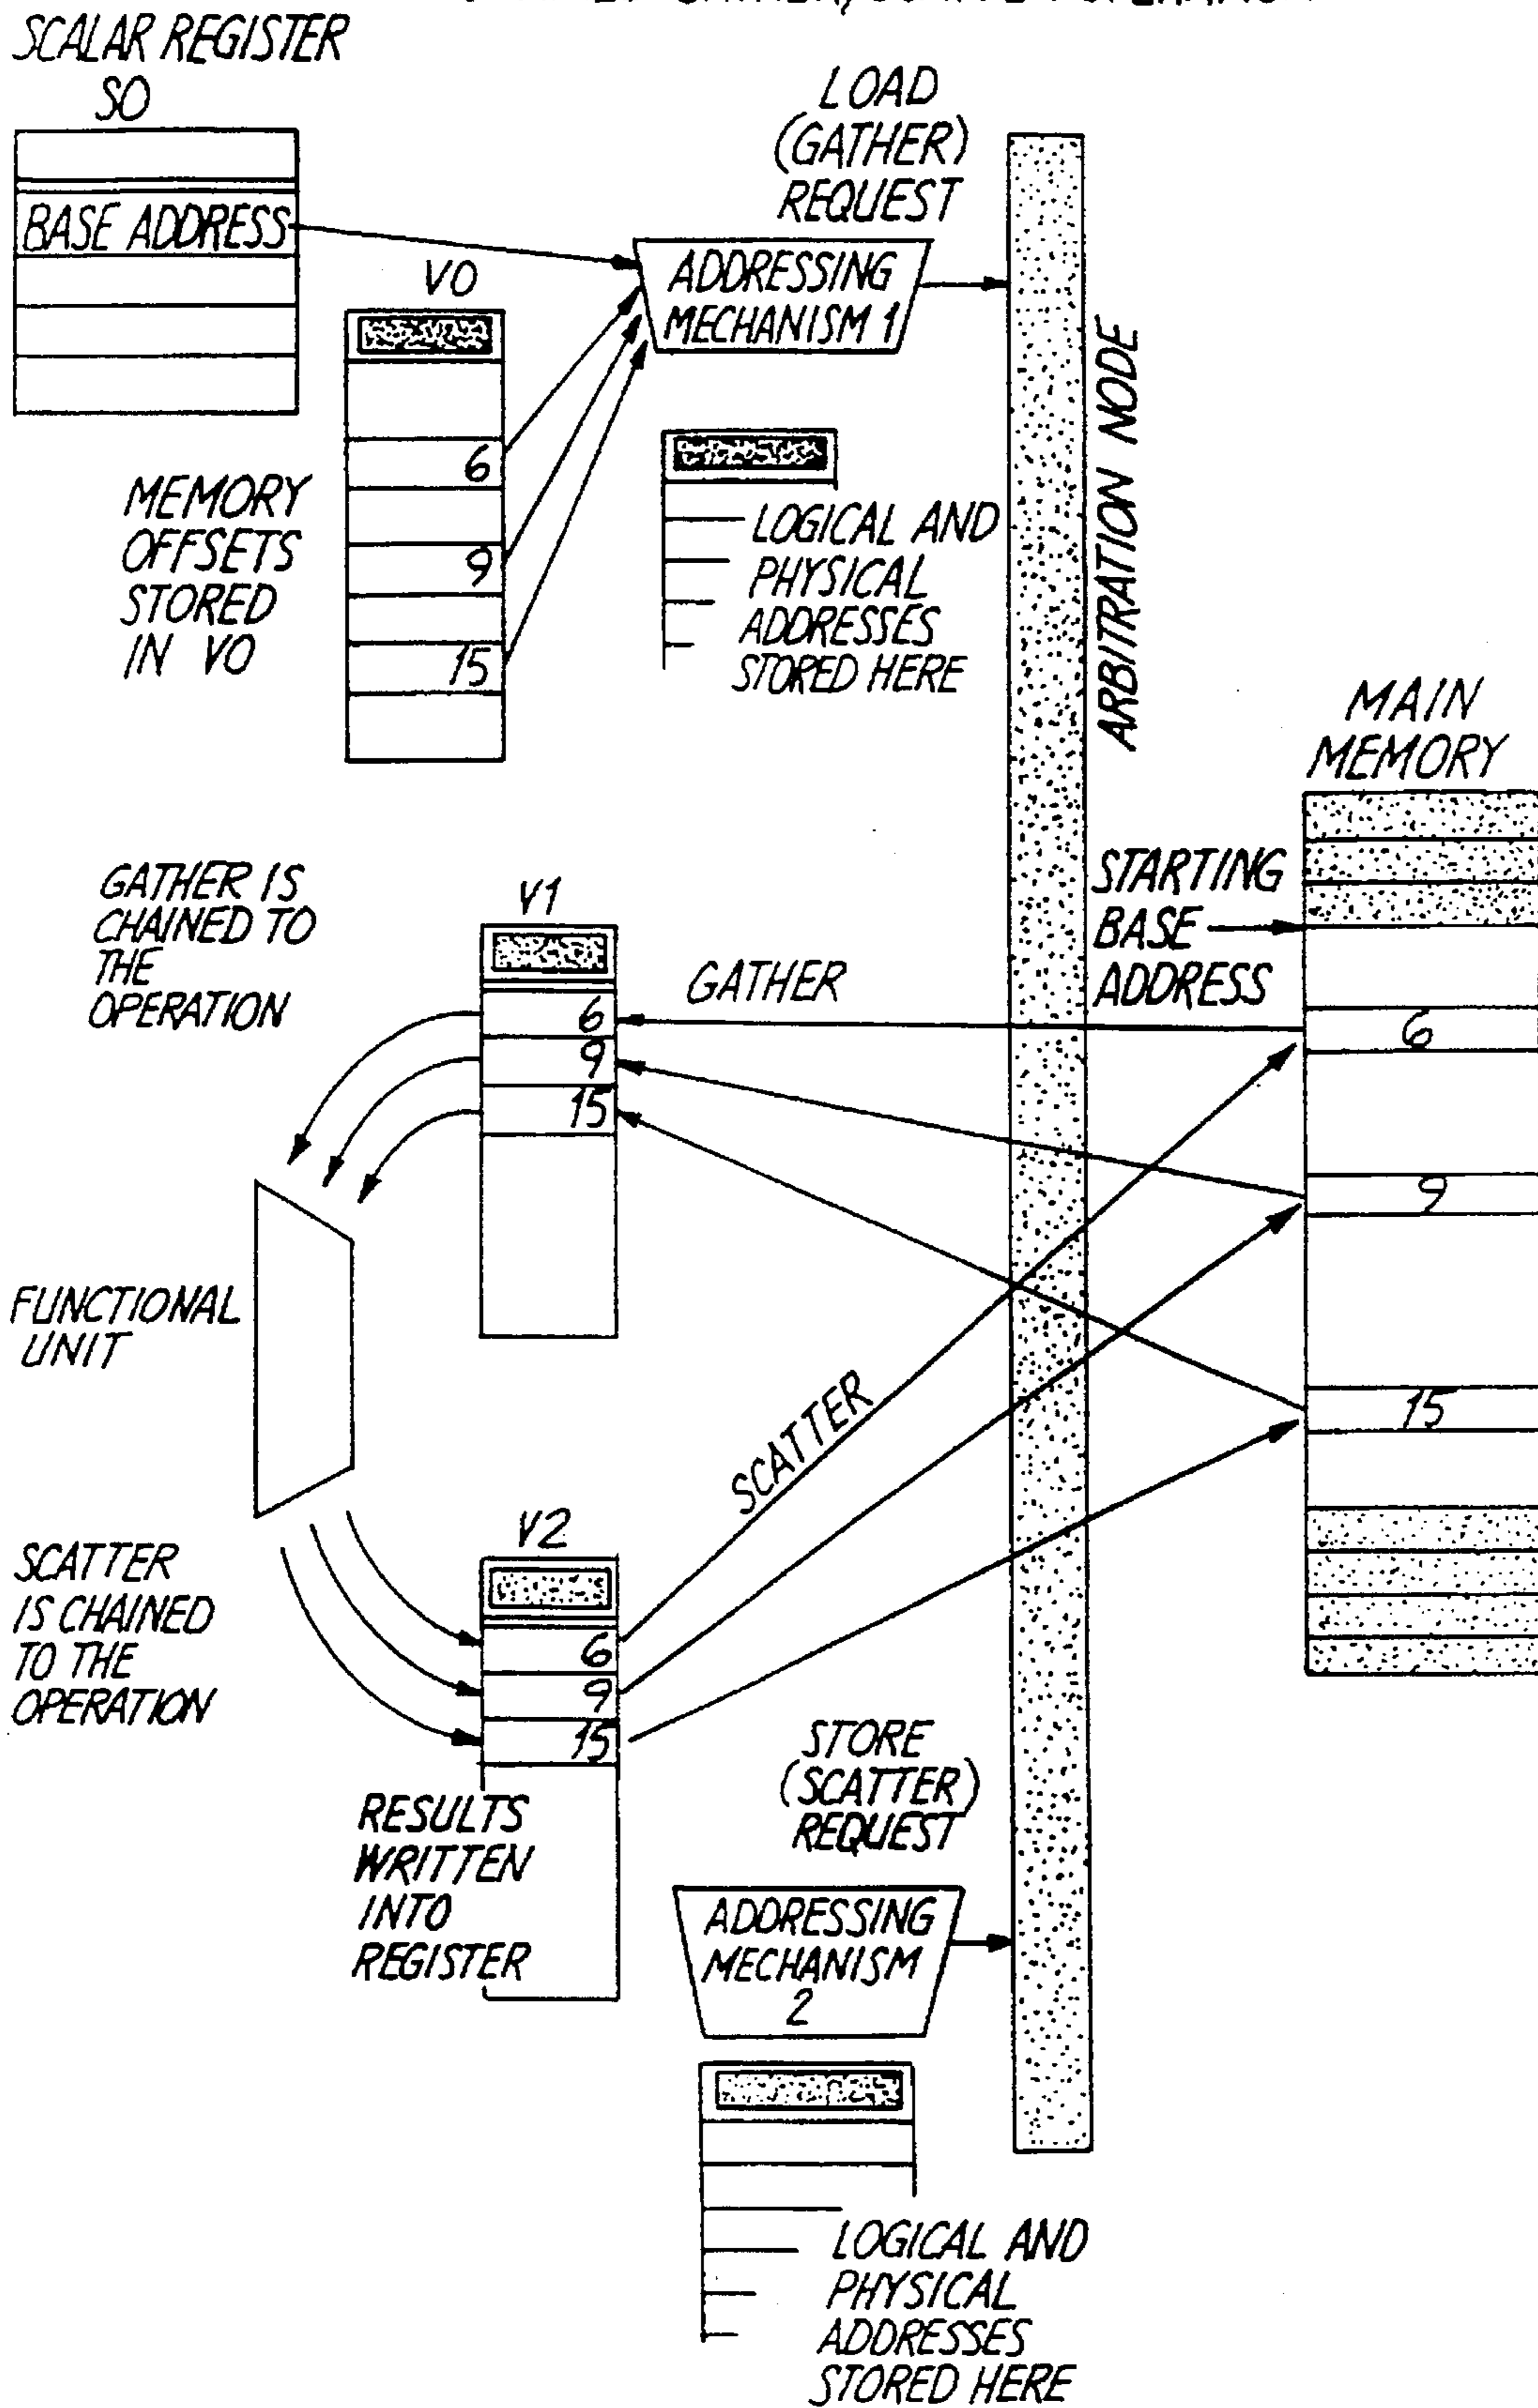 SCALAR REGISTER
SO
BASE ADDRESS
LOAD
(GATHER)
REQUEST
ADDRESSING
MECHANISM 1
V0
6
9
15
MEMORY
OFFSETS
STORED
IN V0
LOGICAL AND
PHYSICAL
ADDRESSES
STORED HERE
ARBITRATION NODE
MAIN
MEMORY
STARTING
BASE
ADDRESS
6
9
15
GATHER IS
CHAINED TO
THE
OPERATION
V1
6
9
15
GATHER
FUNCTIONAL
UNIT
SCATTER
SCATTER
IS CHAINED
TO THE
OPERATION
V2
6
9
15
RESULTS
WRITTEN
INTO
REGISTER
STORE
(SCATTER)
REQUEST
ADDRESSING
MECHANISM
2
LOGICAL AND
PHYSICAL
ADDRESSES
STORED HERE